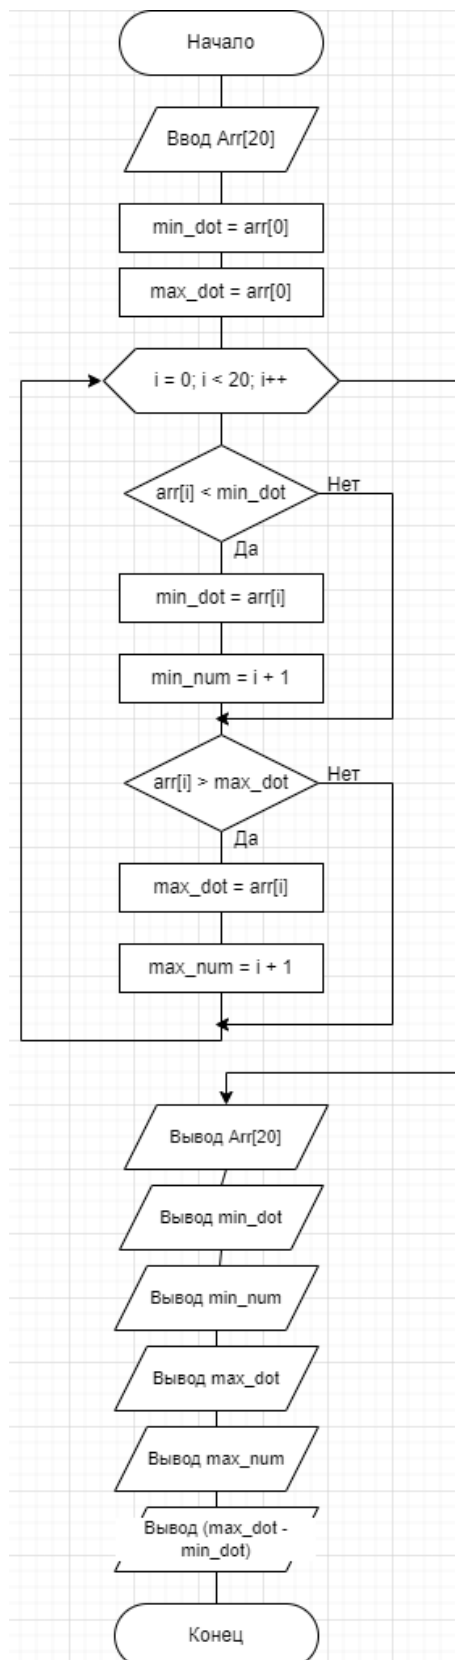 Начало
Ввод Arr[20]
min_dot = arr[0]
max_dot = arr[0]
i = 0; i < 20; i++
arr[i] < min_dot
Нет
Да
min_dot = arr[i]
min_num = i + 1
arr[i] > max_dot
Нет
Да
max_dot = arr[i]
max_num = i + 1
Вывод Arr[20]
Вывод min_dot
Вывод min_num
Вывод max_dot
Вывод max_num
Вывод (max_dot -
min_dot)
Конец